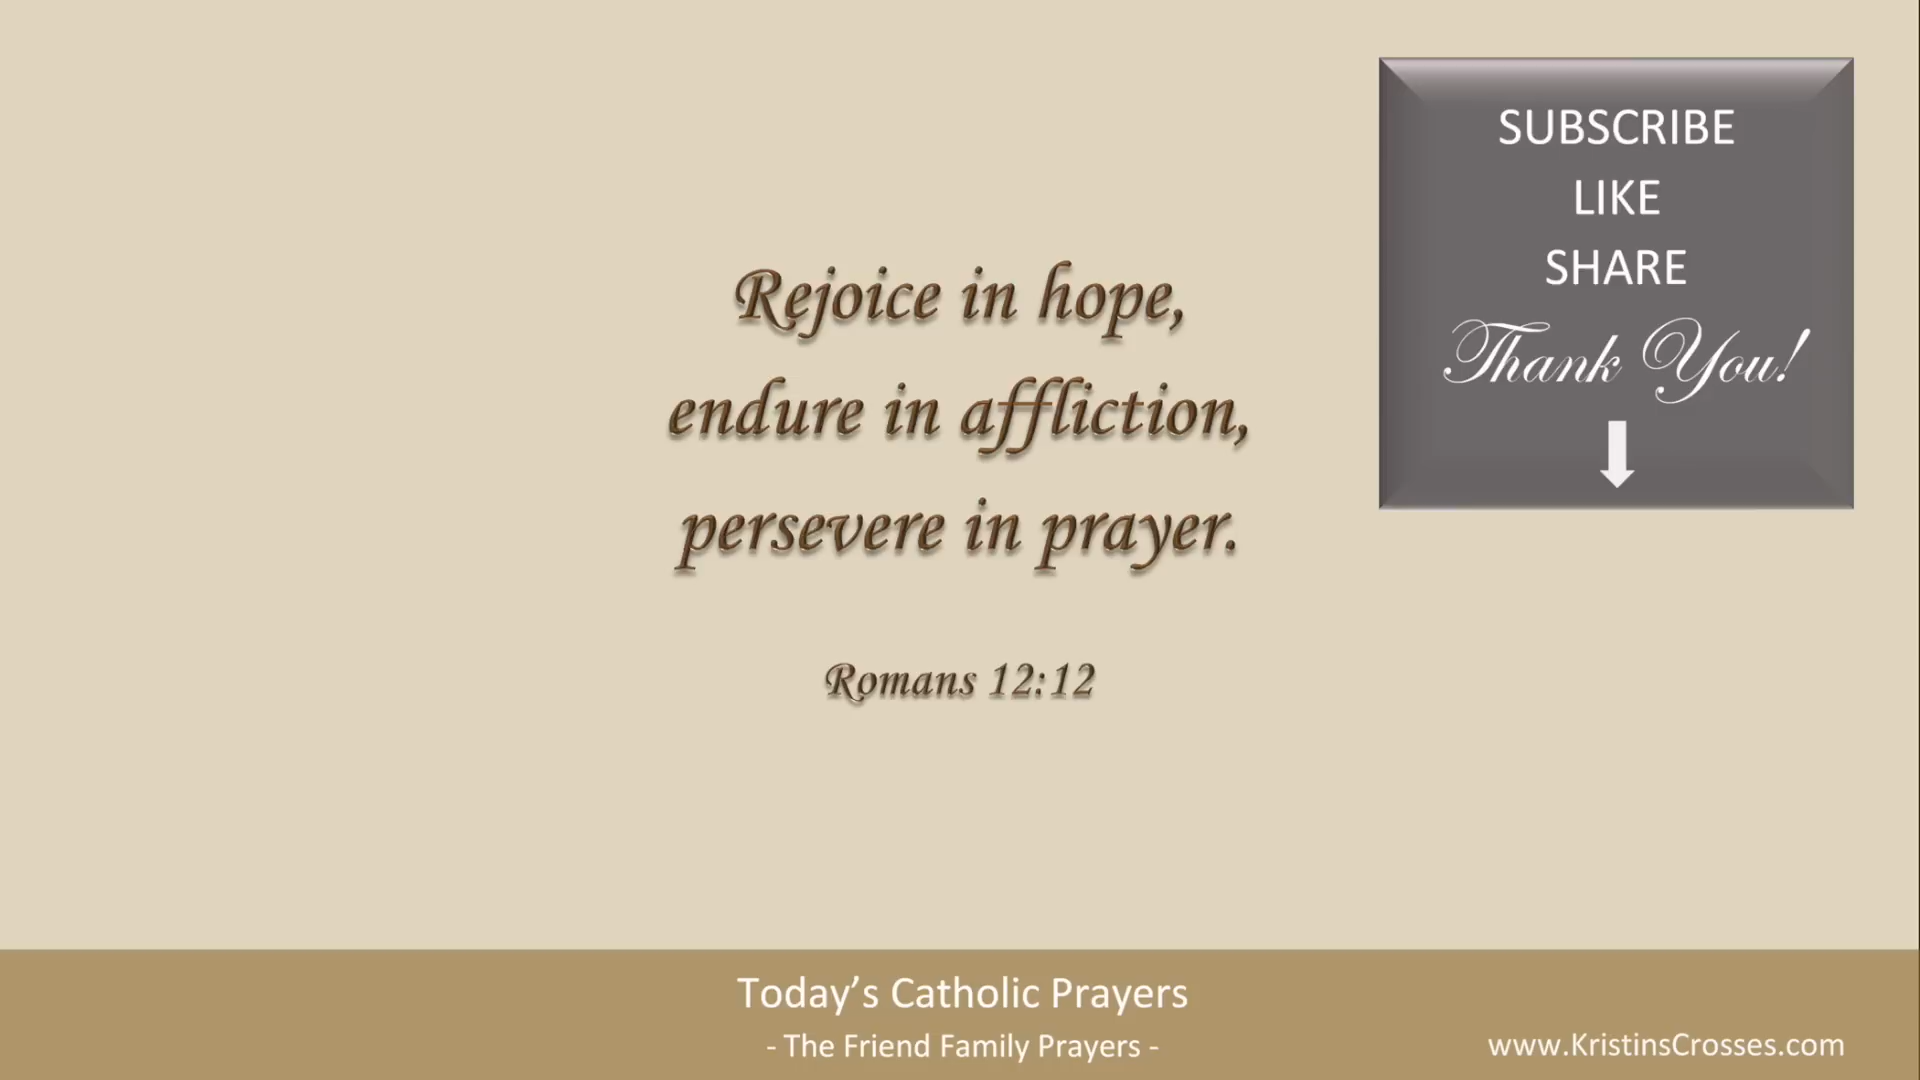 Rejoice in hope,
endure in affliction,
persevere in prayer.
Romans 12:12
SUBSCRIBE
LIKE
SHARE
Thank You!
Today’s Catholic Prayers
- The Friend Family Prayers -
www.KristinsCrosses.com